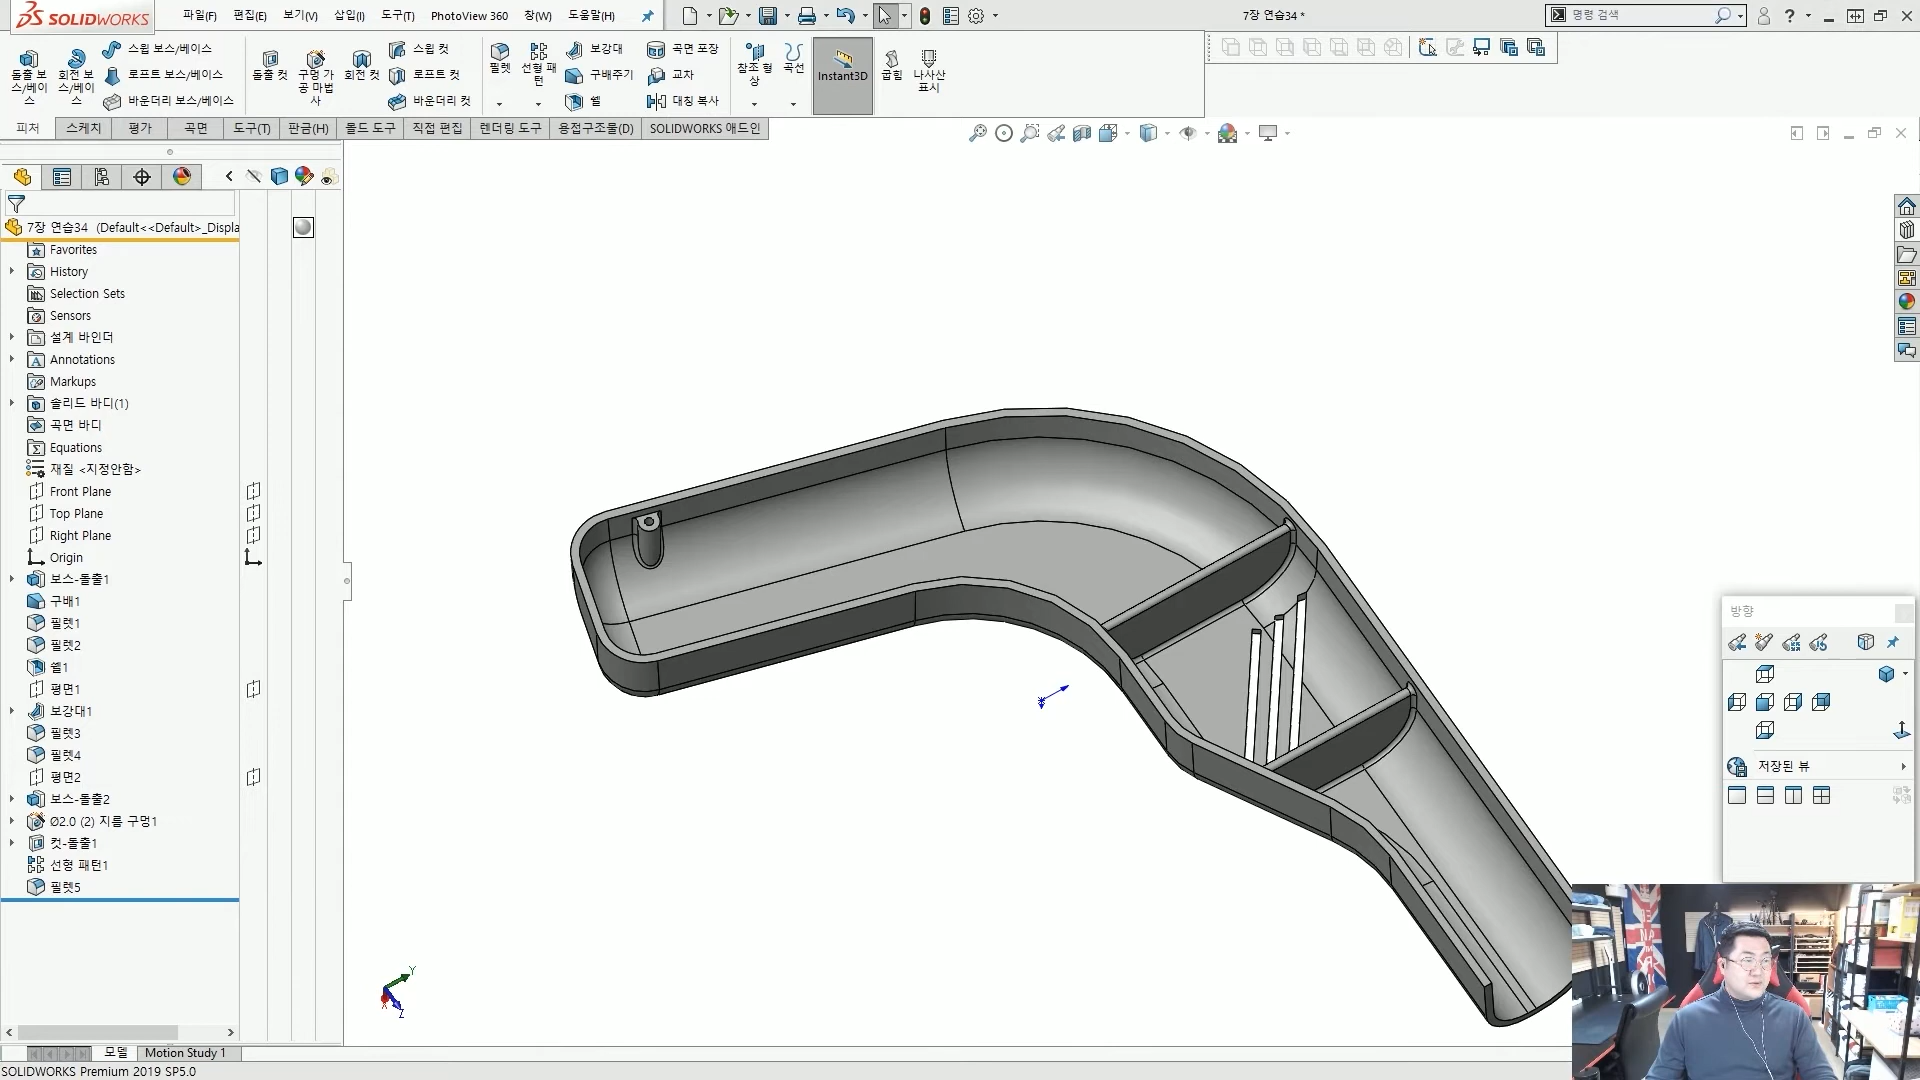 SOLIDWORKS
파일(F) 편집(E) 보기(V) 삽입(I) 도구(T) PhotoView 360 창(W) 도움말(H)
7장 연습34 *
명령 검색
돌출 보스/베이스
회전 보스/베이스
스윕 보스/베이스
로프트 보스/베이스
바운더리 보스/베이스
돌출 컷
구멍 가공 마법사
회전 컷
스윕 컷
로프트 컷
바운더리 컷
필렛
선형 패턴
보강대
구배주기
쉘
곡면 포장
교차
대칭 복사
참조 형상
곡선
Instant3D
굽힘
나사산 표시
피처 스케치 평가 곡면 도구(T) 판금(H) 몰드 도구 직접 편집 렌더링 도구 용접구조물(D) SOLIDWORKS 애드인
7장 연습34 (Default<<Default>_Displa
Favorites
History
Selection Sets
Sensors
설계 바인더
Annotations
Markups
솔리드 바디(1)
곡면 바디
Equations
재질 <지정안함>
Front Plane
Top Plane
Right Plane
Origin
보스-돌출1
구배1
필렛1
필렛2
쉘1
평면1
보강대1
필렛3
필렛4
평면2
보스-돌출2
Ø2.0 (2) 지름 구멍1
컷-돌출1
선형 패턴1
필렛5
방향
저장된 뷰
Y
X
Z
모델 Motion Study 1
SOLIDWORKS Premium 2019 SP5.0